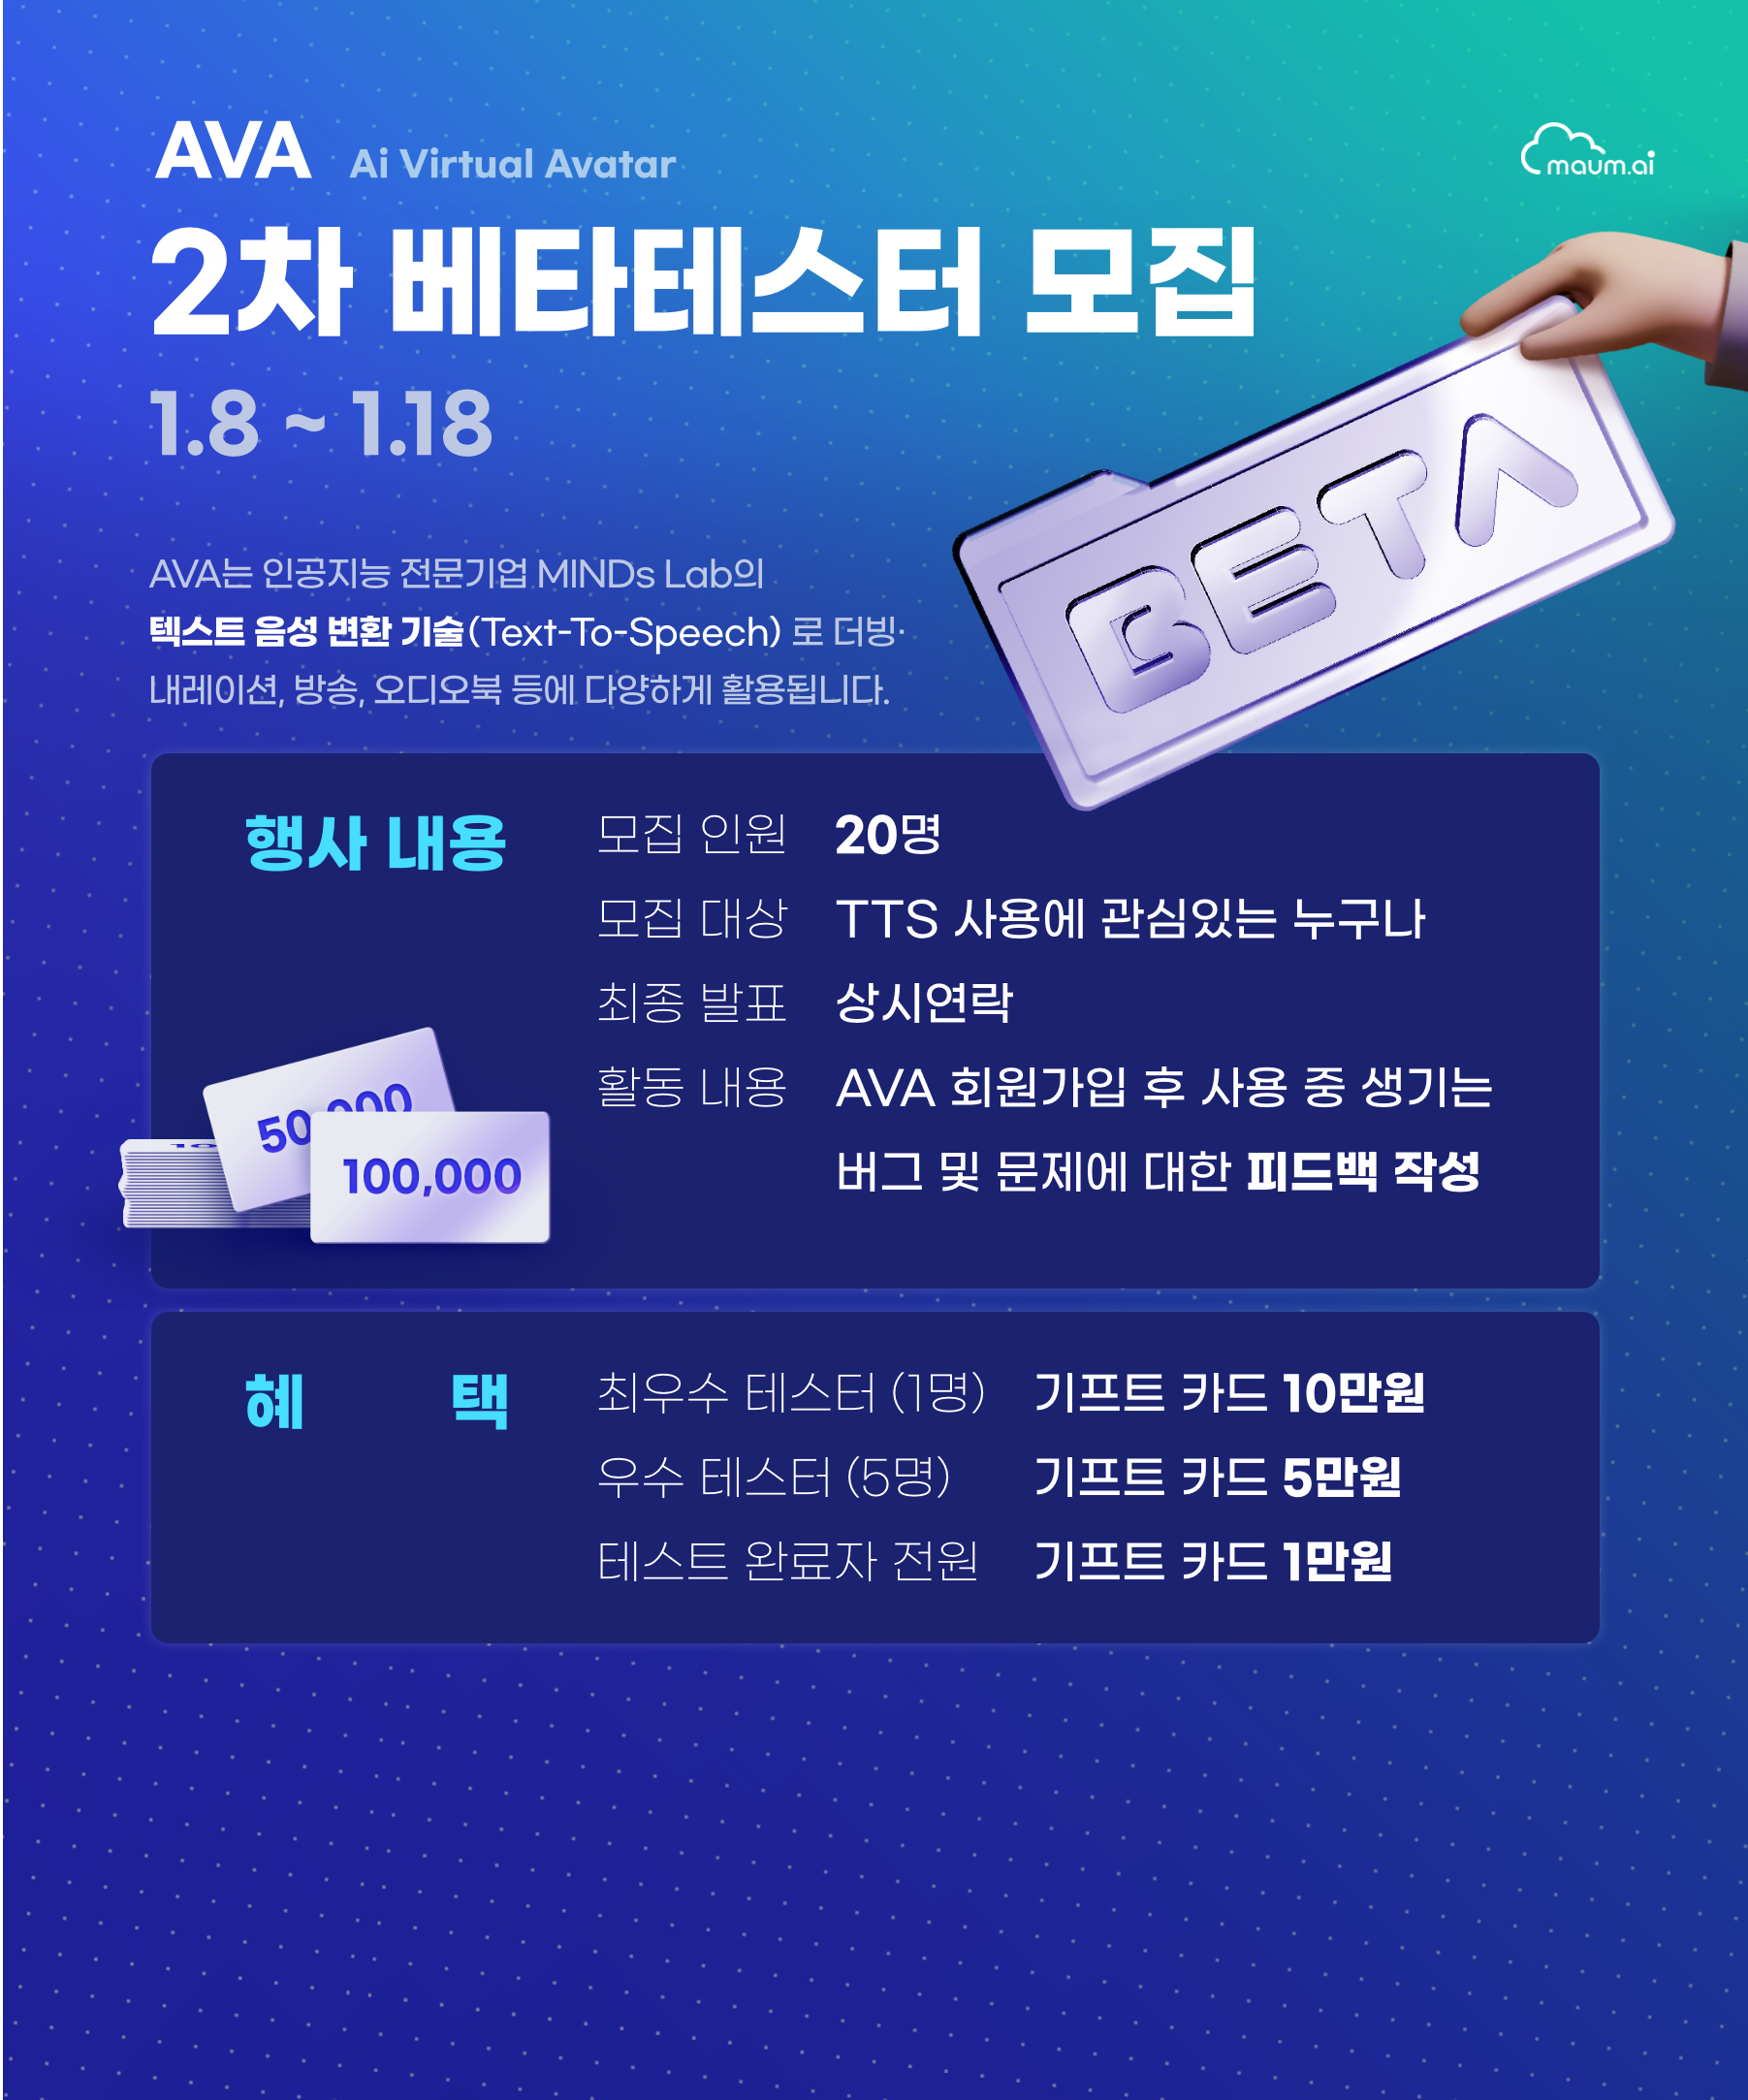 AVA Ai Virtual Avatar
maum.ai
2차 베타테스터 모집
1.8 ~ 1.18
BETA
AVA는 인공지능 전문기업 MINDs Lab의
텍스트 음성 변환 기술(Text-To-Speech) 로 더빙·
내레이션, 방송, 오디오북 등에 다양하게 활용됩니다.
행사 내용
모집 인원 20명
모집 대상 TTS 사용에 관심있는 누구나
최종 발표 상시연락
활동 내용 AVA 회원가입 후 사용 중 생기는
버그 및 문제에 대한 피드백 작성
50,000
100,000
혜 택
최우수 테스터 (1명) 기프트 카드 10만원
우수 테스터 (5명) 기프트 카드 5만원
테스트 완료자 전원 기프트 카드 1만원